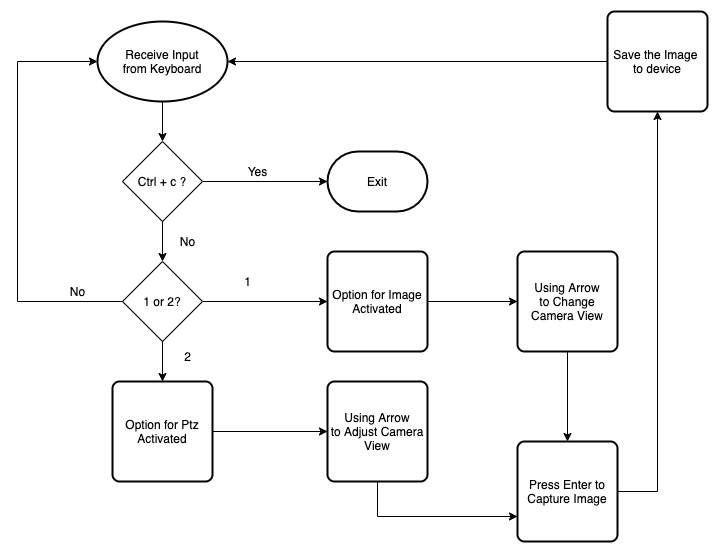 Receive Input
from Keyboard
Save the Image
to device
Ctrl + c ?
Yes
Exit
No
1 or 2?
No
1
Option for Image
Activated
Using Arrow
to Change
Camera View
2
Option for Ptz
Activated
Using Arrow
to Adjust Camera
View
Press Enter to
Capture Image